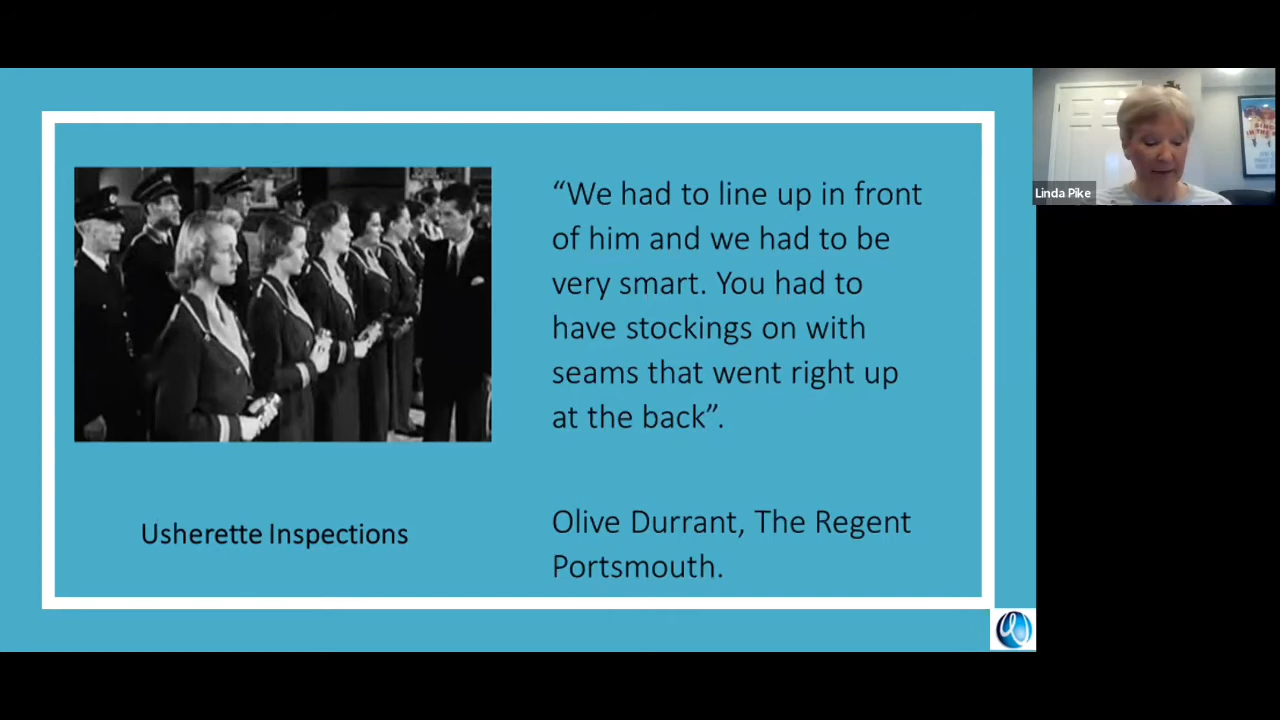 “We had to line up in front
of him and we had to be
very smart. You had to
have stockings on with
seams that went right up
at the back”.
Usherette Inspections
Olive Durrant, The Regent
Portsmouth.
Linda Pike